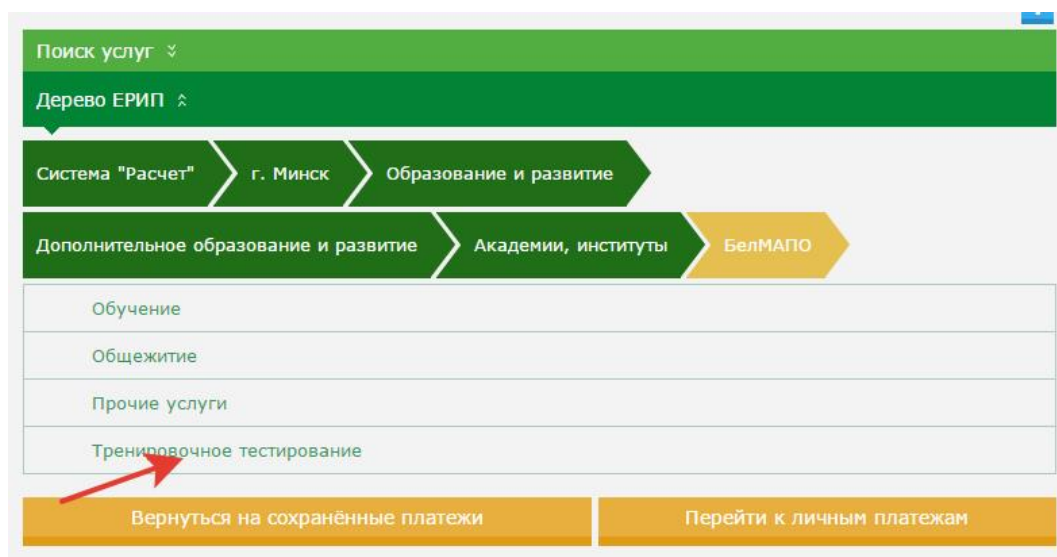 Поиск услуг
Дерево ЕРИП
Система "Расчет" г. Минск Образование и развитие
Дополнительное образование и развитие Академии, институты БелМАПО
Обучение
Общежитие
Прочие услуги
Тренировочное тестирование
Вернуться на сохранённые платежи Перейти к личным платежам